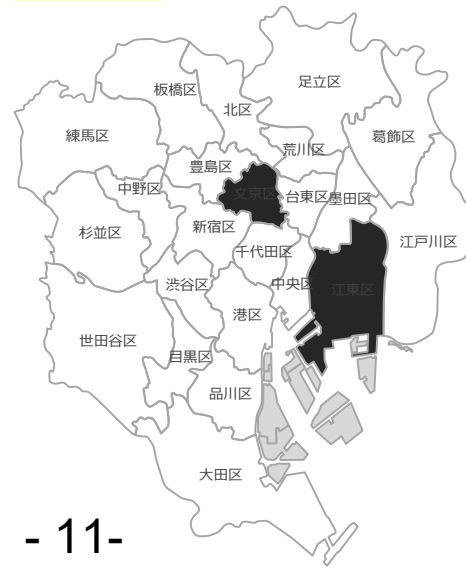 足立区
板橋区
北区
練馬区
葛飾区
荒川区
豊島区
中野区
文京区
台東区
墨田区
杉並区
新宿区
江戸川区
千代田区
渋谷区
中央区
江東区
港区
世田谷区
目黒区
品川区
大田区
- 11-